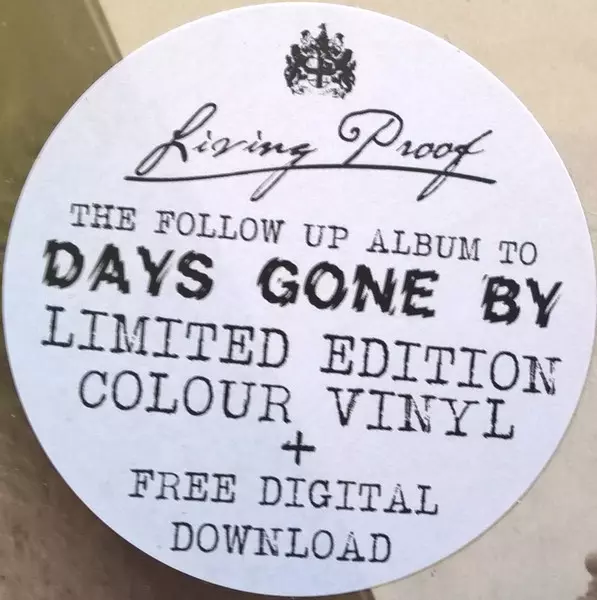 Living Proof
THE FOLLOW UP ALBUM TO
DAYS GONE BY
LIMITED EDITION
COLOUR VINYL
+
FREE DIGITAL
DOWNLOAD